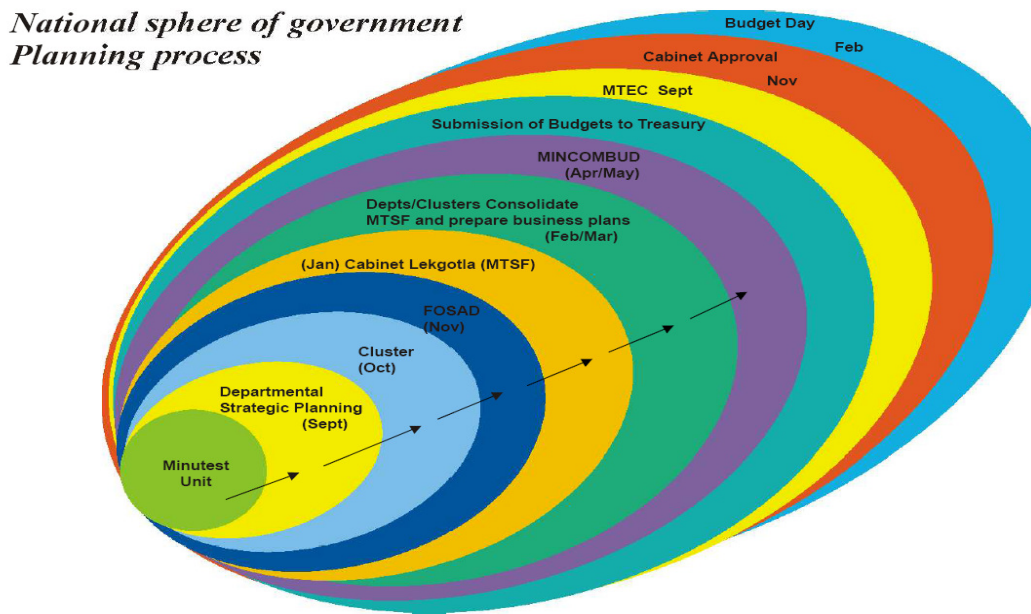 National sphere of government
Planning process
Budget Day
Feb
Cabinet Approval
Nov
MTEC Sept
Submission of Budgets to Treasury
MINCOMBUD
(Apr/May)
Depts/Clusters Consolidate
MTSF and prepare business plans
(Feb/Mar)
(Jan) Cabinet Lekgotla (MTSF)
FOSAD
(Nov)
Cluster
(Oct)
Departmental
Strategic Planning
(Sept)
Minutest
Unit